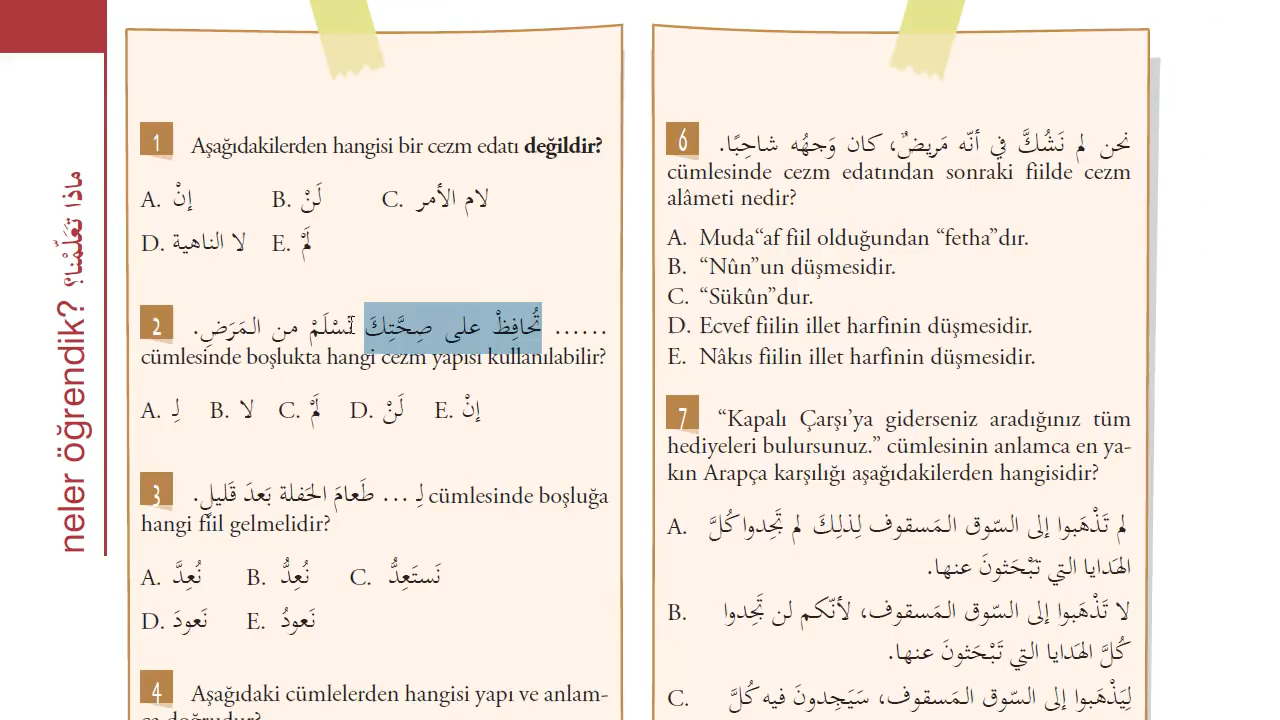 neler öğrendik? ماذا تَعَلَّمْنا؟
1 Aşağıdakilerden hangisi bir cezm edatı değildir?
A. إنْ B. لَنْ C. لام الأمر
D. لا الناهية E. لَمْ
2 ...... تُحافِظْ على صِحَّتِكَ تَسْلَمْ من المَرَضِ.
cümlesinde boşlukta hangi cezm yapısı kullanılabilir?
A. لِـ B. لا C. لَمْ D. لَنْ E. إنْ
3 لِـ ... طَعامَ الحَفلة بَعدَ قَليلٍ. cümlesinde boşluğa
hangi fiil gelmelidir?
A. نُعِدَّ B. نُعِدُّ C. نَستَعِدُّ
D. نَعودَ E. نَعودُ
4 Aşağıdaki cümlelerden hangisi yapı ve anlam-
ca doğrudur?
6 نحن لم نَشُكَّ في أنّه مَريضٌ، كان وَجهُه شاحِبًا.
cümlesinde cezm edatından sonraki fiilde cezm
alâmeti nedir?
A. Muda“af fiil olduğundan “fetha”dır.
B. “Nûn”un düşmesidir.
C. “Sükûn”dur.
D. Ecvef fiilin illet harfinin düşmesidir.
E. Nâkıs fiilin illet harfinin düşmesidir.
7 “Kapalı Çarşı’ya giderseniz aradığınız tüm
hediyeleri bulursunuz.” cümlesinin anlamca en ya-
kın Arapça karşılığı aşağıdakilerden hangisidir?
A. لم تَذْهَبوا إلى السّوق المَسقوف لِذلِكَ لم تَجِدوا كُلَّ
الهَدايا التي تَبْحَثونَ عنها.
B. لا تَذْهَبوا إلى السّوق المَسقوف، لأنّكم لن تَجِدوا
كُلَّ الهَدايا التي تَبْحَثونَ عنها.
C. لِيَذْهَبوا إلى السّوق المَسقوف، سَيَجِدونَ فيه كُلَّ